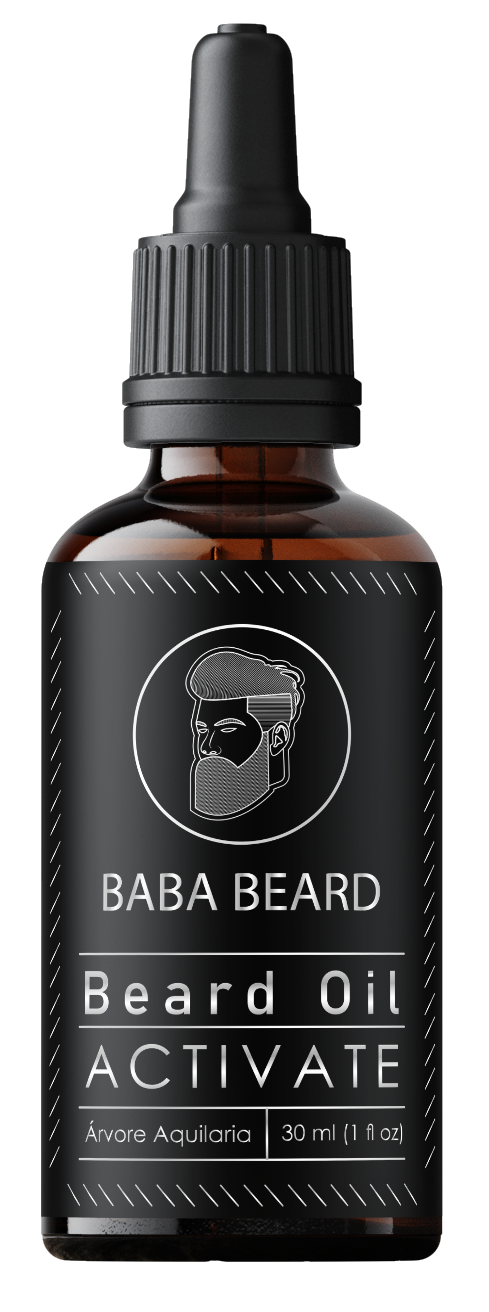 BABA BEARD
Beard Oil
ACTIVATE
Árvore Aquilaria
30 ml (1 fl oz)